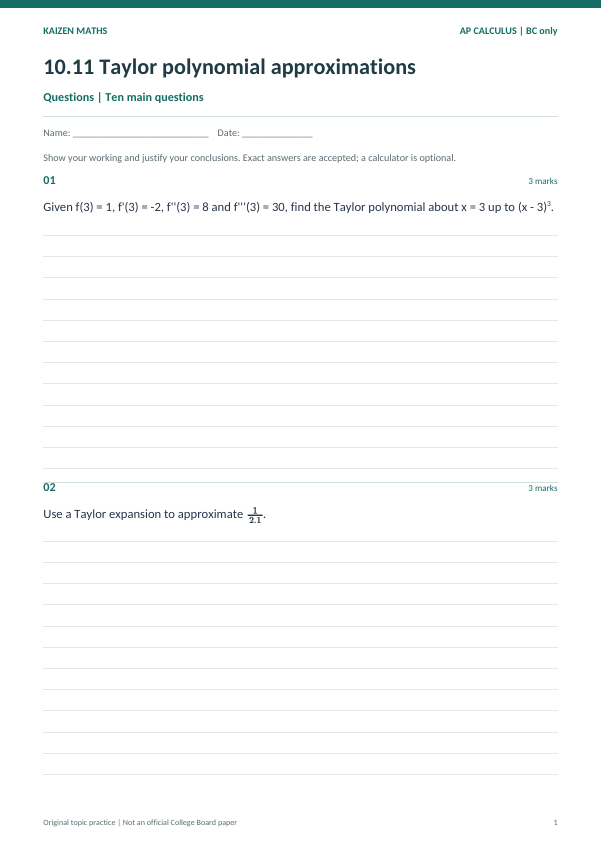 KAIZEN MATHS
AP CALCULUS | BC only
10.11 Taylor polynomial approximations
Questions | Ten main questions
Name: ____________________________ Date: ______________
Show your working and justify your conclusions. Exact answers are accepted; a calculator is optional.
01
3 marks
Given f(3) = 1, f'(3) = -2, f''(3) = 8 and f'''(3) = 30, find the Taylor polynomial about x = 3 up to (x - 3)³.
02
3 marks
Use a Taylor expansion to approximate 1/2.1.
Original topic practice | Not an official College Board paper
1